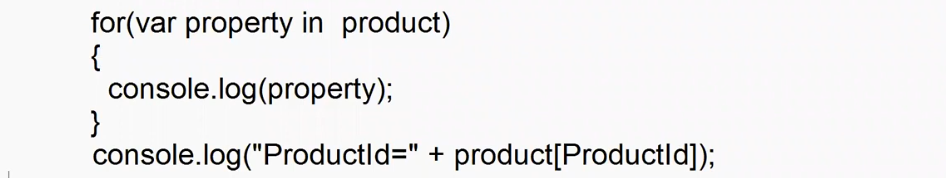 for(var property in  product)
{
  console.log(property);
}
console.log("ProductId=" + product[ProductId]);